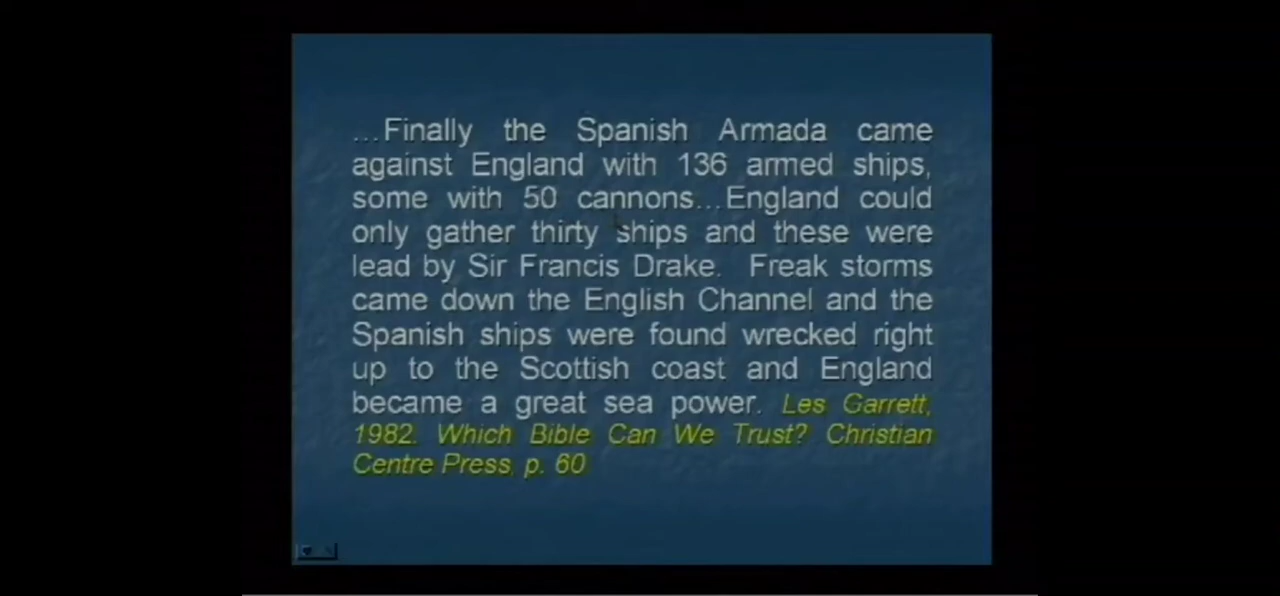 ...Finally the Spanish Armada came
against England with 136 armed ships,
some with 50 cannons...England could
only gather thirty ships and these were
lead by Sir Francis Drake. Freak storms
came down the English Channel and the
Spanish ships were found wrecked right
up to the Scottish coast and England
became a great sea power. Les Garrett,
1982. Which Bible Can We Trust? Christian
Centre Press, p. 60